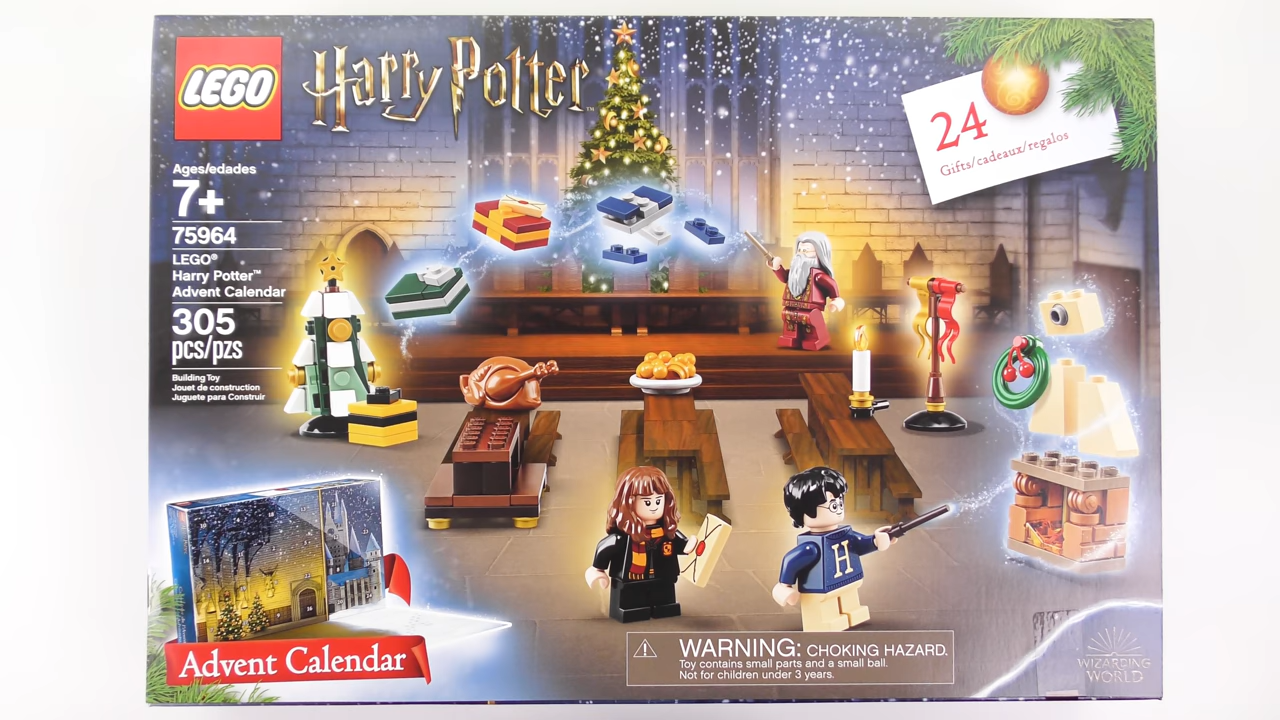 LEGO
Harry Potter™
24
Gifts/cadeaux/regalos
Ages/edades
7+
75964
LEGO®
Harry Potter™
Advent Calendar
305
pcs/pzs
Building Toy
Jouet de construction
Juguete para Construir
H
Advent Calendar
WARNING: CHOKING HAZARD.
Toy contains small parts and a small ball.
Not for children under 3 years.
WIZARDING
WORLD